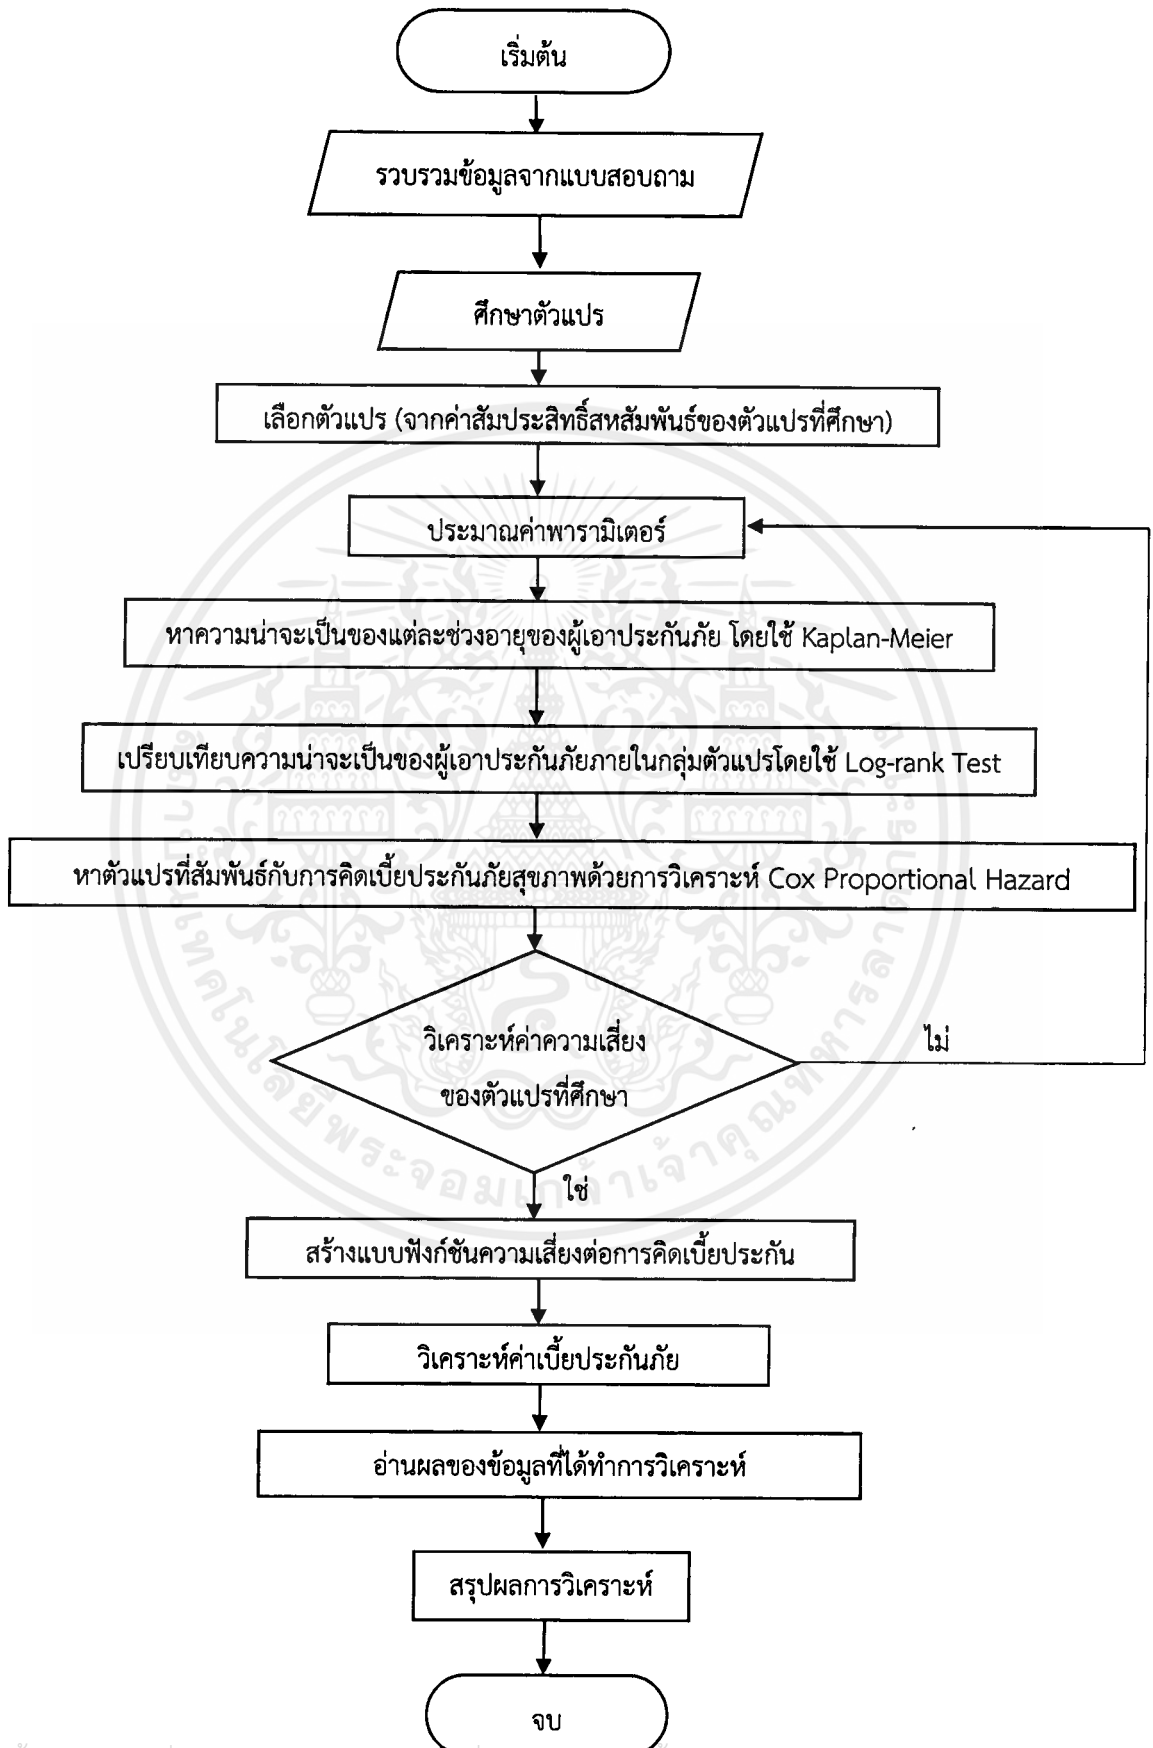 เริ่มต้น
รวบรวมข้อมูลจากแบบสอบถาม
ศึกษาตัวแปร
เลือกตัวแปร (จากค่าสัมประสิทธิ์สหสัมพันธ์ของตัวแปรที่ศึกษา)
ประมาณค่าพารามิเตอร์
หาความน่าจะเป็นของแต่ละช่วงอายุของผู้เอาประกันภัย โดยใช้ Kaplan-Meier
เปรียบเทียบความน่าจะเป็นของผู้เอาประกันภัยภายในกลุ่มตัวแปรโดยใช้ Log-rank Test
หาตัวแปรที่สัมพันธ์กับการคิดเบี้ยประกันภัยสุขภาพด้วยการวิเคราะห์ Cox Proportional Hazard
วิเคราะห์ค่าความเสี่ยง
ของตัวแปรที่ศึกษา
ไม่
ใช่
สร้างแบบฟังก์ชันความเสี่ยงต่อการคิดเบี้ยประกัน
วิเคราะห์ค่าเบี้ยประกันภัย
อ่านผลของข้อมูลที่ได้ทำการวิเคราะห์
สรุปผลการวิเคราะห์
จบ